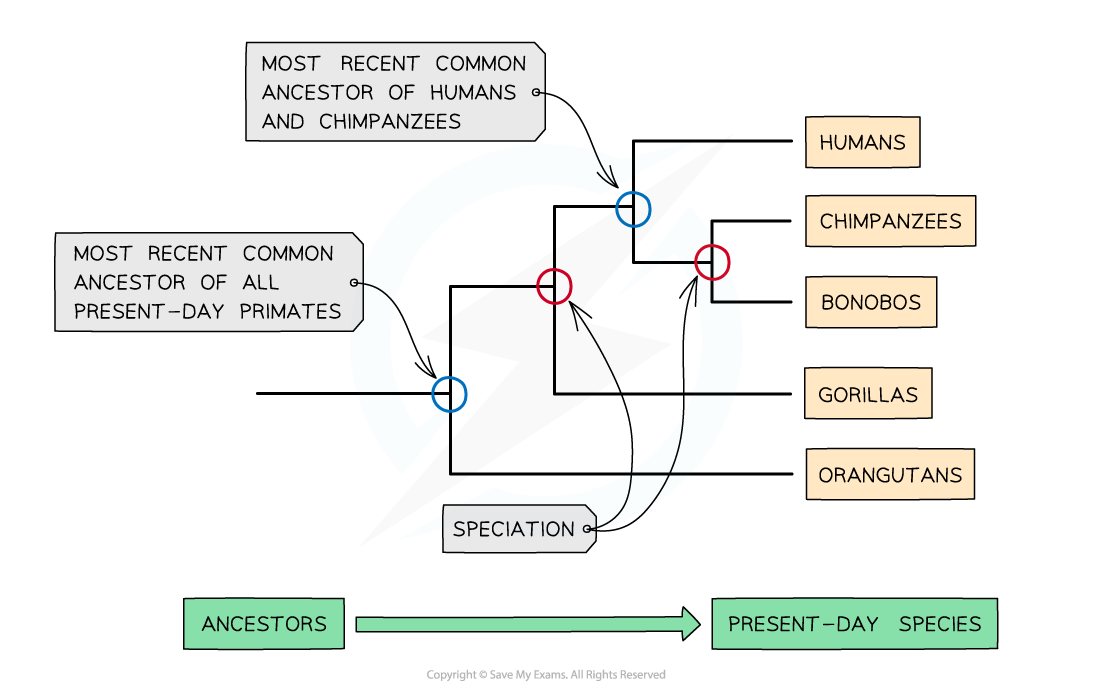 MOST RECENT COMMON
ANCESTOR OF HUMANS
AND CHIMPANZEES
HUMANS
CHIMPANZEES
MOST RECENT COMMON
ANCESTOR OF ALL
PRESENT-DAY PRIMATES
BONOBOS
GORILLAS
ORANGUTANS
SPECIATION
ANCESTORS
PRESENT-DAY SPECIES
Copyright © Save My Exams. All Rights Reserved